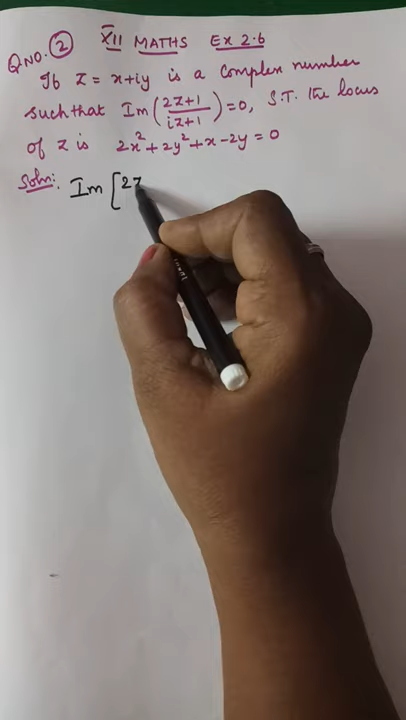 Q NO. 2 XII MATHS Ex 2.6
If z = x+iy is a complex number
such that Im(2z+1/iz+1)=0, S.T. the locus
of z is 2x²+2y²+x-2y=0
Soln: Im [2z